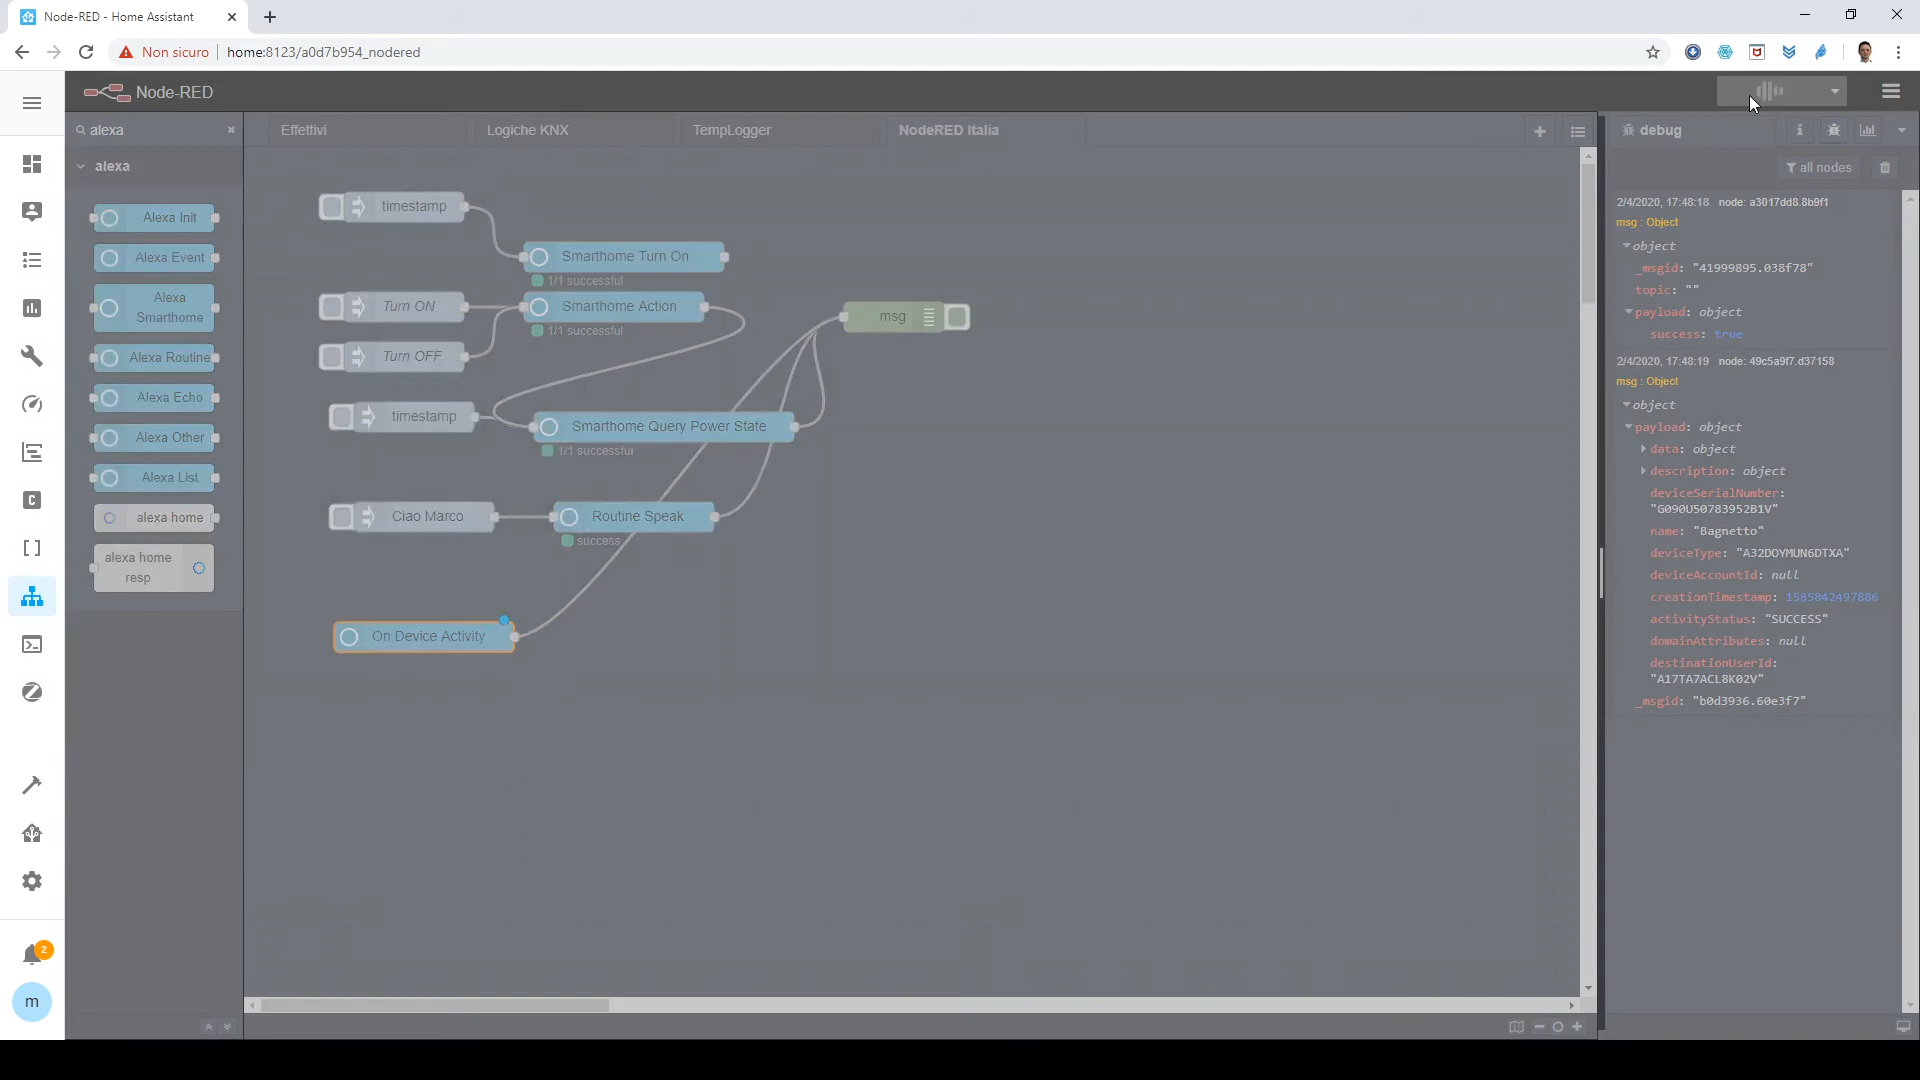 Node-RED - Home Assistant
Non sicuro
home:8123/a0d7b954_nodered
Node-RED
alexa
alexa
Alexa Init
Alexa Event
Alexa
Smarthome
Alexa Routine
Alexa Echo
Alexa Other
Alexa List
alexa home
alexa home
resp
Effettivi
Logiche KNX
TempLogger
NodeRED Italia
timestamp
Smarthome Turn On
1/1 successful
Turn ON
Smarthome Action
1/1 successful
msg
Turn OFF
timestamp
Smarthome Query Power State
1/1 successful
Ciao Marco
Routine Speak
success
On Device Activity
debug
all nodes
2/4/2020, 17:48:18 node: a3017dd8.8b9f1
msg : Object
object
_msgid: "41999895.038f78"
topic: ""
payload: object
success: true
2/4/2020, 17:48:19 node: 49c5a9f7.d37158
msg : Object
object
payload: object
data: object
description: object
deviceSerialNumber:
"G090U50783952B1V"
name: "Bagnetto"
deviceType: "A32DOYMUN6DTXA"
deviceAccountId: null
creationTimestamp: 1585842497886
activityStatus: "SUCCESS"
domainAttributes: null
destinationUserId:
"A17TA7ACL8K02V"
_msgid: "b0d3936.60e3f7"
2
m